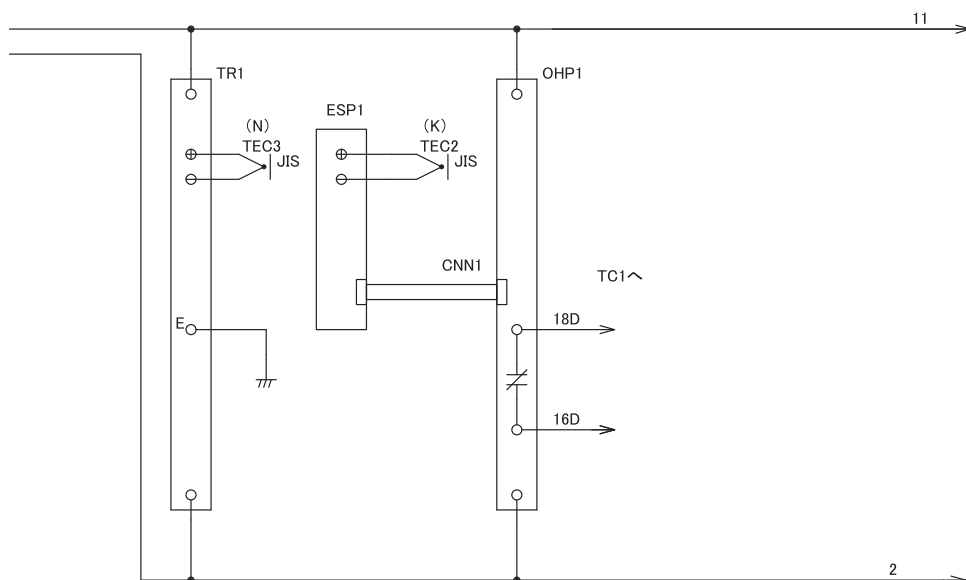 11
TR1
OHP1
ESP1
(N)
TEC3
JIS
(K)
TEC2
JIS
CNN1
TC1へ
E
18D
16D
2